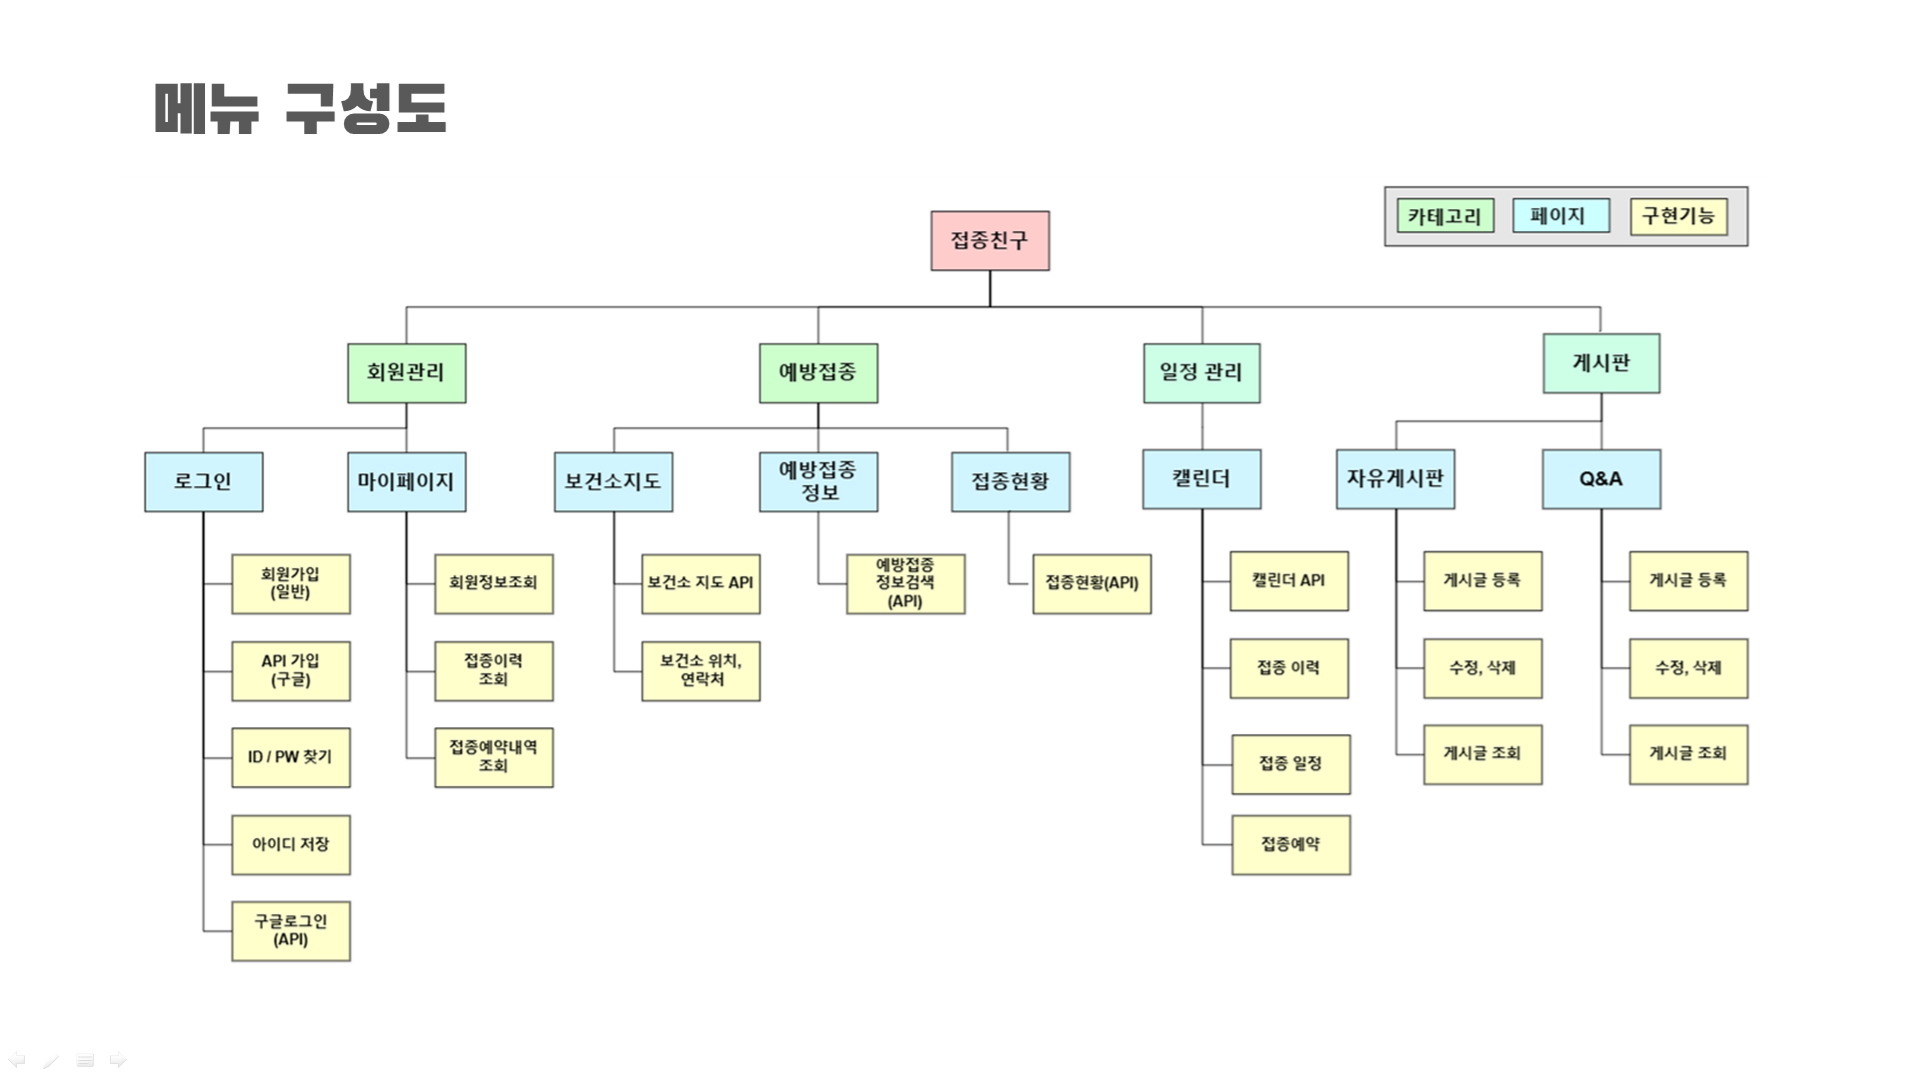 메뉴 구성도
카테고리
페이지
구현기능
접종친구
회원관리
예방접종
일정 관리
게시판
로그인
마이페이지
보건소지도
예방접종
정보
접종현황
캘린더
자유게시판
Q&A
회원가입
(일반)
API 가입
(구글)
ID / PW 찾기
아이디 저장
구글로그인
(API)
회원정보조회
접종이력
조회
접종예약내역
조회
보건소 지도 API
보건소 위치,
연락처
예방접종
정보검색
(API)
접종현황(API)
캘린더 API
접종 이력
접종 일정
접종예약
게시글 등록
수정, 삭제
게시글 조회
게시글 등록
수정, 삭제
게시글 조회